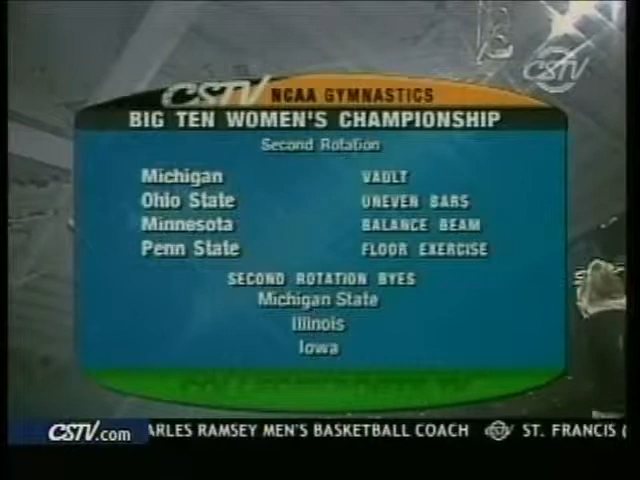 CSTV
CSTV NCAA GYMNASTICS
BIG TEN WOMEN'S CHAMPIONSHIP
Second Rotation
Michigan VAULT
Ohio State UNEVEN BARS
Minnesota BALANCE BEAM
Penn State FLOOR EXERCISE
SECOND ROTATION BYES
Michigan State
Illinois
Iowa
CSTV.com ARLES RAMSEY MEN'S BASKETBALL COACH ST. FRANCIS (